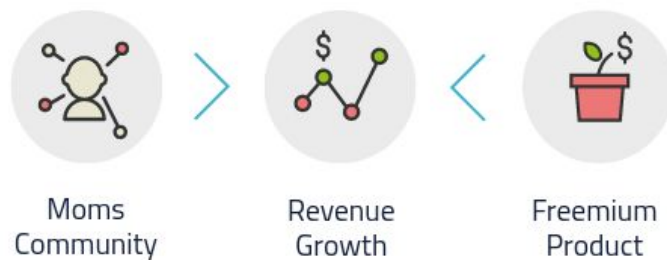 $
$
Moms
Community
Revenue
Growth
Freemium
Product